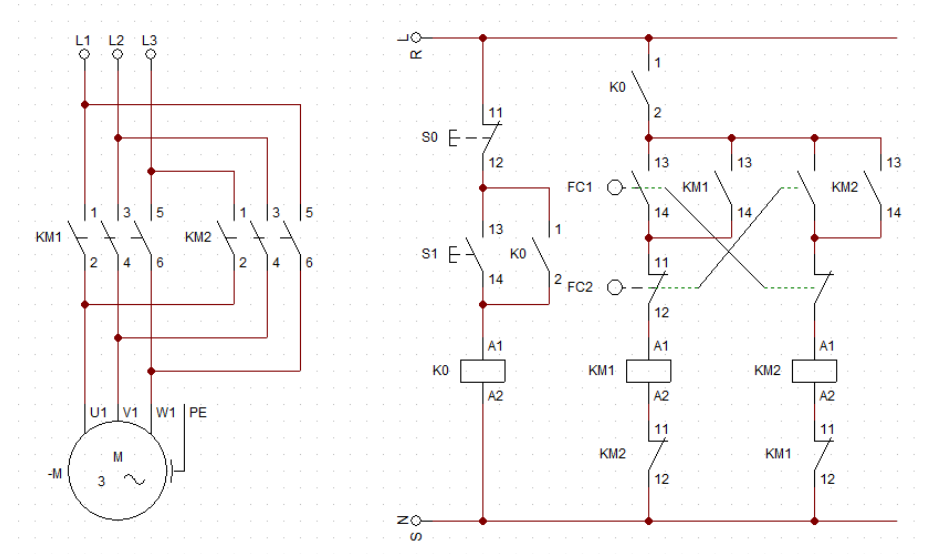 L1 L2 L3
L
R
1
11
K0
S0
2
12
13 13 13
FC1 KM1 KM2
1 3 5 1 3 5
13 1
14 14 14
KM1 KM2
S1 K0
2 4 6 2 4 6
14 2
11
FC2
12
A1 A1 A1
K0 KM1 KM2
A2 A2 A2
U1 V1 W1 PE
11 11
M
KM2 KM1
-M
3
12 12
N
S